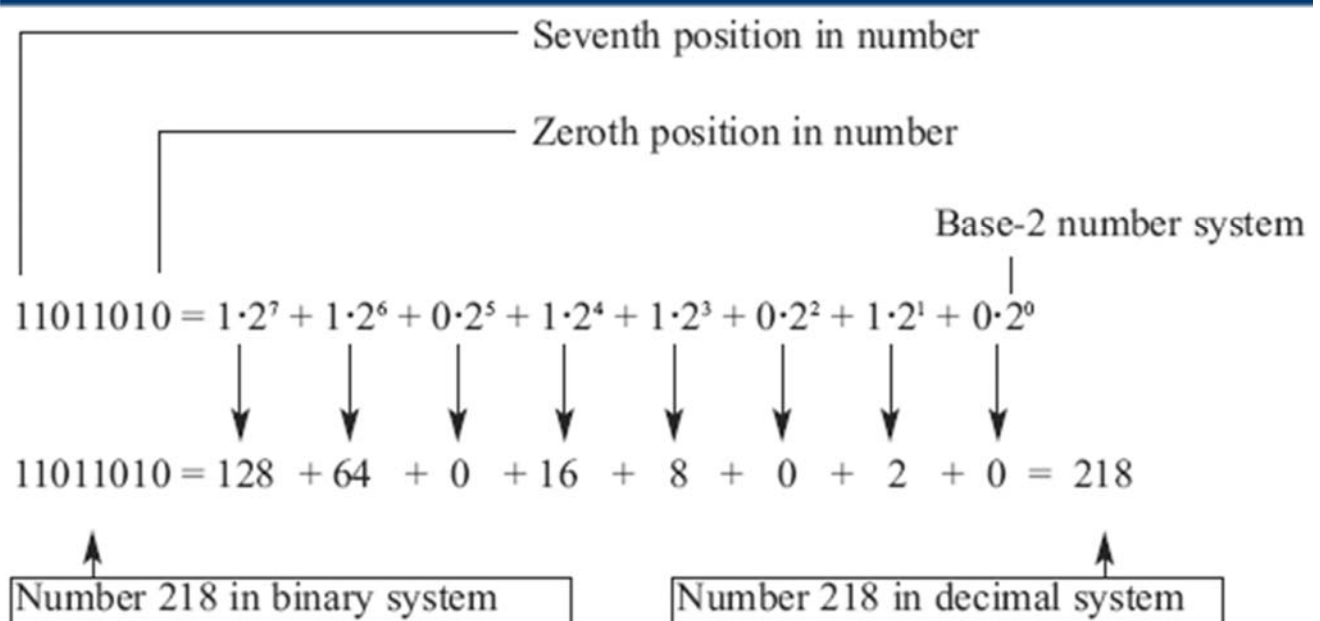 Seventh position in number
Zeroth position in number
Base-2 number system
11011010 = 1·2⁷ + 1·2⁶ + 0·2⁵ + 1·2⁴ + 1·2³ + 0·2² + 1·2¹ + 0·2⁰
11011010 = 128 + 64 + 0 + 16 + 8 + 0 + 2 + 0 = 218
Number 218 in binary system
Number 218 in decimal system